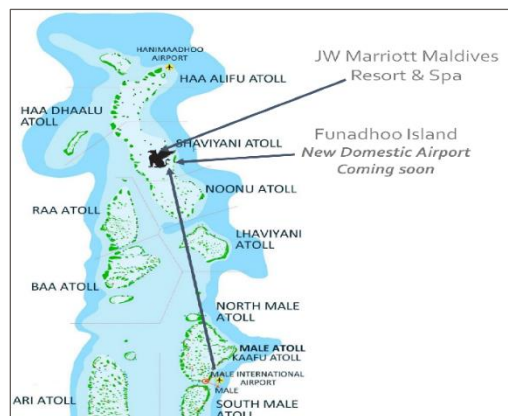 HANIMAADHOO
AIRPORT
HAA ALIFU ATOLL
JW Marriott Maldives
Resort & Spa
HAA DHAALU
ATOLL
SHAVIYANI ATOLL
Funadhoo Island
New Domestic Airport
Coming soon
NOONU ATOLL
RAA ATOLL
LHAVIYANI
ATOLL
BAA ATOLL
NORTH MALE
ATOLL
MALE ATOLL
KAAFU ATOLL
MALE INTERNATIONAL
AIRPORT
MALE
ARI ATOLL
SOUTH MALE
ATOLL